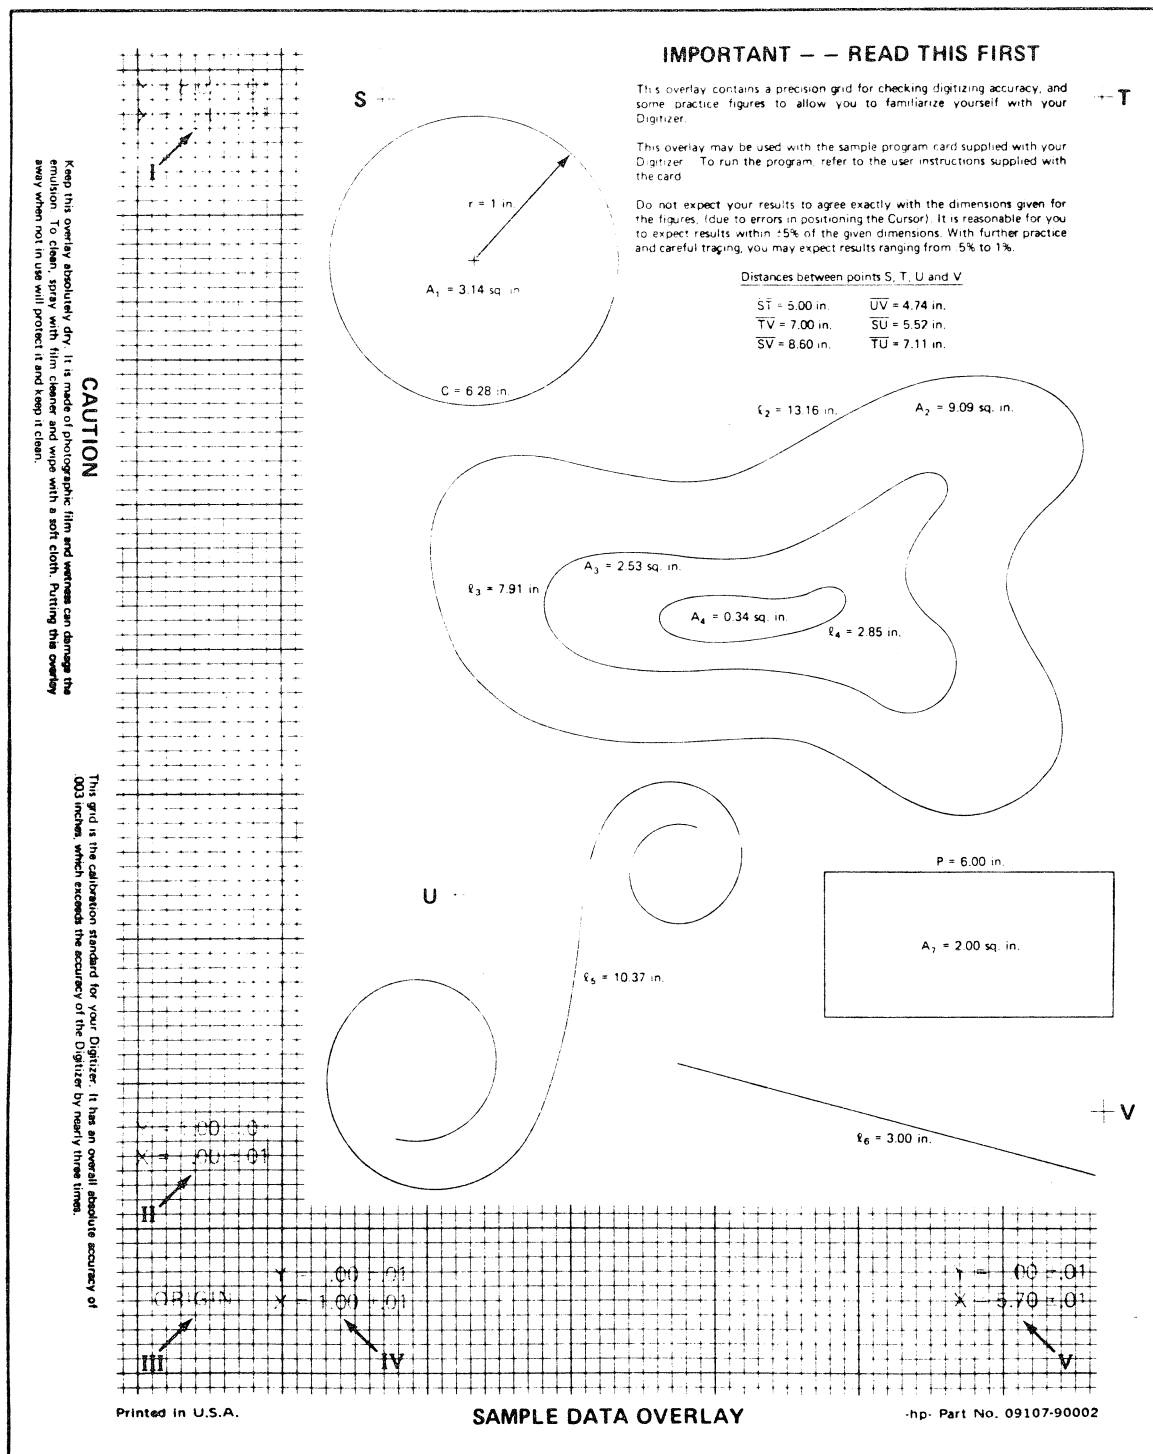 IMPORTANT – – READ THIS FIRST
This overlay contains a precision grid for checking digitizing accuracy, and
some practice figures to allow you to familiarize yourself with your
Digitizer.
This overlay may be used with the sample program card supplied with your
Digitizer. To run the program, refer to the user instructions supplied with
the card
Do not expect your results to agree exactly with the dimensions given for
the figures, (due to errors in positioning the Cursor). It is reasonable for you
to expect results within ±5% of the given dimensions. With further practice
and careful tracing, you may expect results ranging from .5% to 1%.
Distances between points S, T, U and V
ST = 5.00 in. UV = 4.74 in.
TV = 7.00 in. SU = 5.52 in.
SV = 8.60 in. TU = 7.11 in.
S
T
I
r = 1 in.
A₁ = 3.14 sq. in
C = 6.28 in.
ℓ₂ = 13.16 in.
A₂ = 9.09 sq. in.
A₃ = 2.53 sq. in.
ℓ₃ = 7.91 in
A₄ = 0.34 sq. in.
ℓ₄ = 2.85 in.
CAUTION
Keep this overlay absolutely dry. It is made of photographic film and wetness can damage the
emulsion. To clean, spray with film cleaner and wipe with a soft cloth. Putting this overlay
away when not in use will protect it and keep it clean.
This grid is the calibration standard for your Digitizer. It has an overall absolute accuracy of
.003 inches, which exceeds the accuracy of the Digitizer by nearly three times.
U
P = 6.00 in.
A₇ = 2.00 sq. in.
ℓ₅ = 10.37 in.
V
ℓ₆ = 3.00 in.
II
ORIGIN
Y = .00 .01
X = 1.00 .01
Y = .00 .01
X = 5.70 .01
III
IV
V
Printed in U.S.A.
SAMPLE DATA OVERLAY
-hp- Part No. 09107-90002